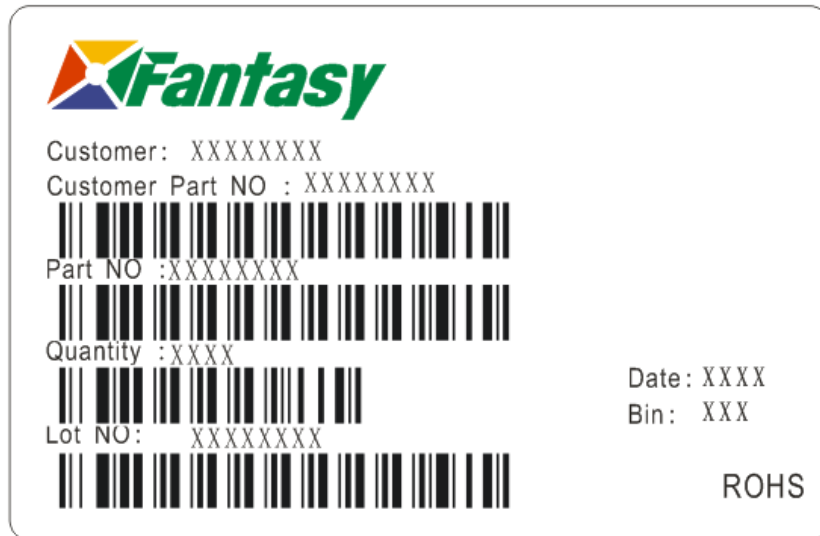 Fantasy
Customer: XXXXXXXX
Customer Part NO : XXXXXXXX
Part NO :XXXXXXXX
Quantity :XXXX
Lot NO: XXXXXXXX
Date: XXXX
Bin: XXX
ROHS